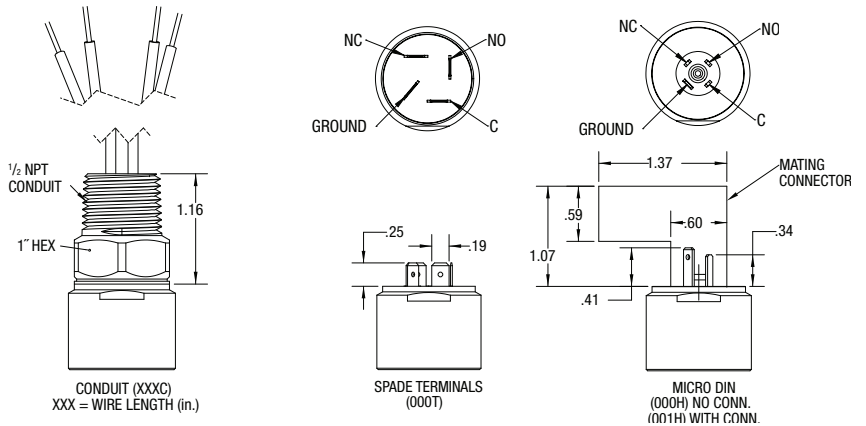 NC
NO
GROUND
C
NC
NO
GROUND
C
1/2 NPT
CONDUIT
1.16
1˝ HEX
.25
.19
1.37
MATING
CONNECTOR
.59
.60
1.07
.34
.41
CONDUIT (XXXC)
XXX = WIRE LENGTH (in.)
SPADE TERMINALS
(000T)
MICRO DIN
(000H) NO CONN.
(001H) WITH CONN.